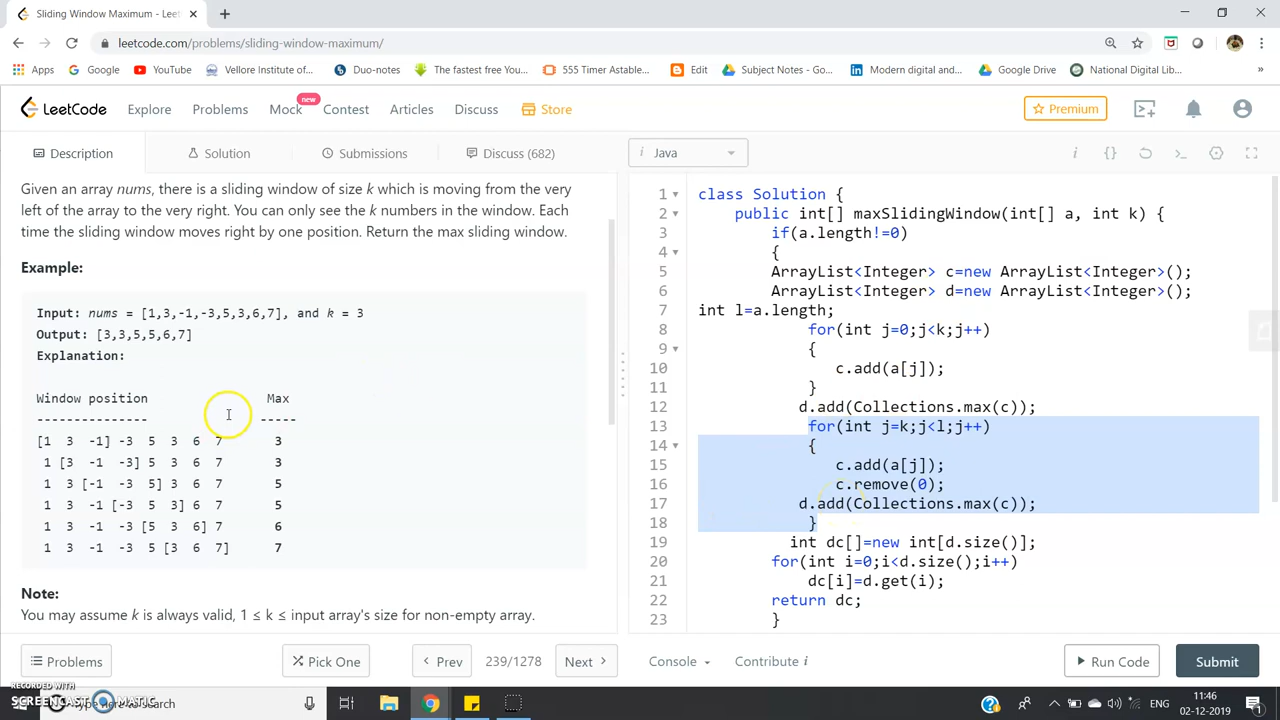 Sliding Window Maximum - Leet
leetcode.com/problems/sliding-window-maximum/
Apps Google YouTube Vellore Institute of... Duo-notes The fastest free You... 555 Timer Astable... Edit Subject Notes - Go... Modern digital and... Google Drive National Digital Lib...
LeetCode Explore Problems Mock new Contest Articles Discuss Store Premium
Description Solution Submissions Discuss (682) i Java
Given an array nums, there is a sliding window of size k which is moving from the very
left of the array to the very right. You can only see the k numbers in the window. Each
time the sliding window moves right by one position. Return the max sliding window.
Example:
Input: nums = [1,3,-1,-3,5,3,6,7], and k = 3
Output: [3,3,5,5,6,7]
Explanation:
Window position Max
--------------- -----
[1 3 -1] -3 5 3 6 7 3
1 [3 -1 -3] 5 3 6 7 3
1 3 [-1 -3 5] 3 6 7 5
1 3 -1 [-3 5 3] 6 7 5
1 3 -1 -3 [5 3 6] 7 6
1 3 -1 -3 5 [3 6 7] 7
Note:
You may assume k is always valid, 1 ≤ k ≤ input array's size for non-empty array.
1 class Solution {
2 public int[] maxSlidingWindow(int[] a, int k) {
3 if(a.length!=0)
4 {
5 ArrayList<Integer> c=new ArrayList<Integer>();
6 ArrayList<Integer> d=new ArrayList<Integer>();
7 int l=a.length;
8 for(int j=0;j<k;j++)
9 {
10 c.add(a[j]);
11 }
12 d.add(Collections.max(c));
13 for(int j=k;j<l;j++)
14 {
15 c.add(a[j]);
16 c.remove(0);
17 d.add(Collections.max(c));
18 }
19 int dc[]=new int[d.size()];
20 for(int i=0;i<d.size();i++)
21 dc[i]=d.get(i);
22 return dc;
23 }
Problems Pick One Prev 239/1278 Next Console Contribute i Run Code Submit
RECORDED WITH
SCREENCAST MATIC
here to search
ENG
11:46
02-12-2019